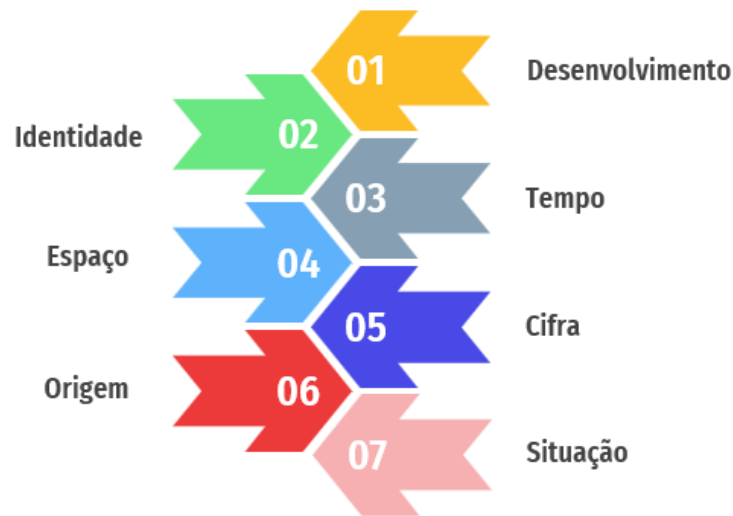 01
Desenvolvimento
Identidade
02
03
Tempo
Espaço
04
05
Cifra
Origem
06
07
Situação